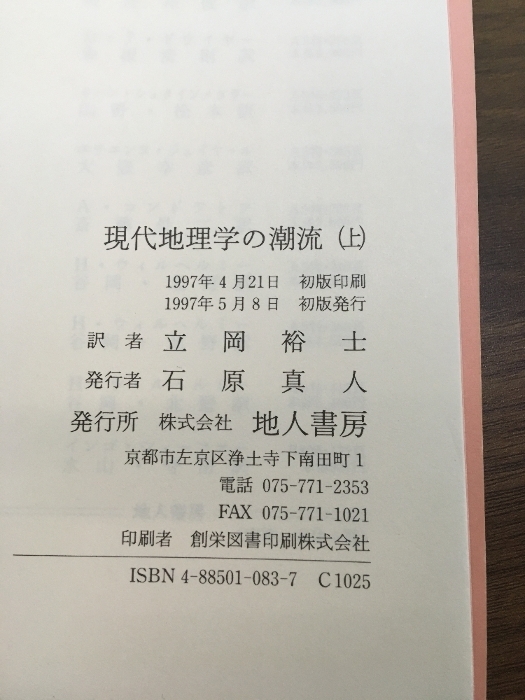 現代地理学の潮流（上）
1997年4月21日 初版印刷
1997年5月8日 初版発行
訳者 立岡裕士
発行者 石原真人
発行所 株式会社 地人書房
京都市左京区浄土寺下南田町1
電話 075-771-2353
FAX 075-771-1021
印刷者 創栄図書印刷株式会社
ISBN 4-88501-083-7 C1025